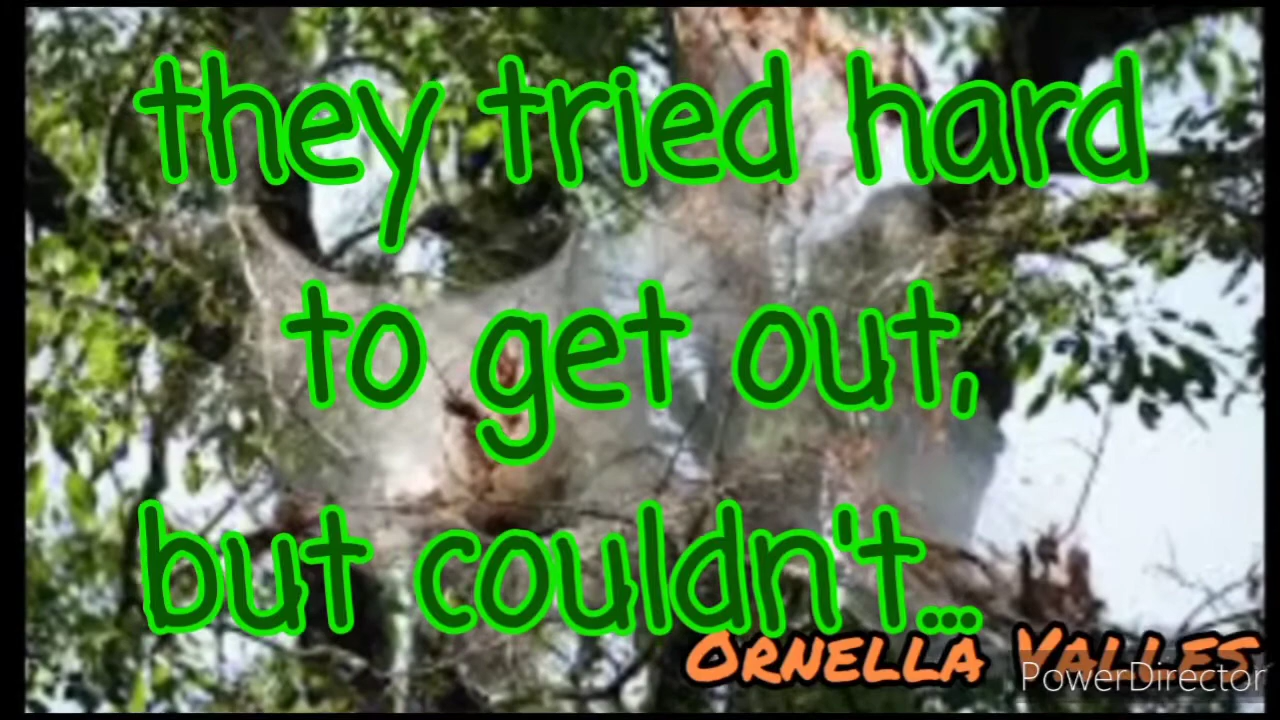 they tried hard
to get out,
but couldn't...
ORNELLA VALLES
PowerDirector